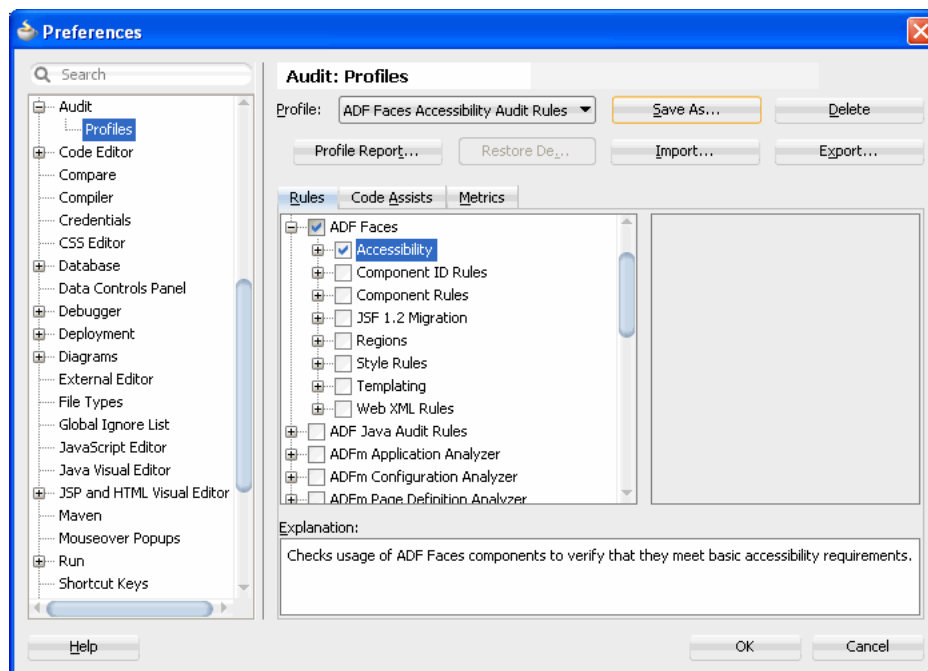 Preferences
Search
Audit
Profiles
Code Editor
Compare
Compiler
Credentials
CSS Editor
Database
Data Controls Panel
Debugger
Deployment
Diagrams
External Editor
File Types
Global Ignore List
JavaScript Editor
Java Visual Editor
JSP and HTML Visual Editor
Maven
Mouseover Popups
Run
Shortcut Keys
Audit: Profiles
Profile: ADF Faces Accessibility Audit Rules Save As... Delete
Profile Report... Restore De... Import... Export...
Rules Code Assists Metrics
ADF Faces
Accessibility
Component ID Rules
Component Rules
JSF 1.2 Migration
Regions
Style Rules
Templating
Web XML Rules
ADF Java Audit Rules
ADFm Application Analyzer
ADFm Configuration Analyzer
ADFm Page Definition Analyzer
Explanation:
Checks usage of ADF Faces components to verify that they meet basic accessibility requirements.
Help OK Cancel